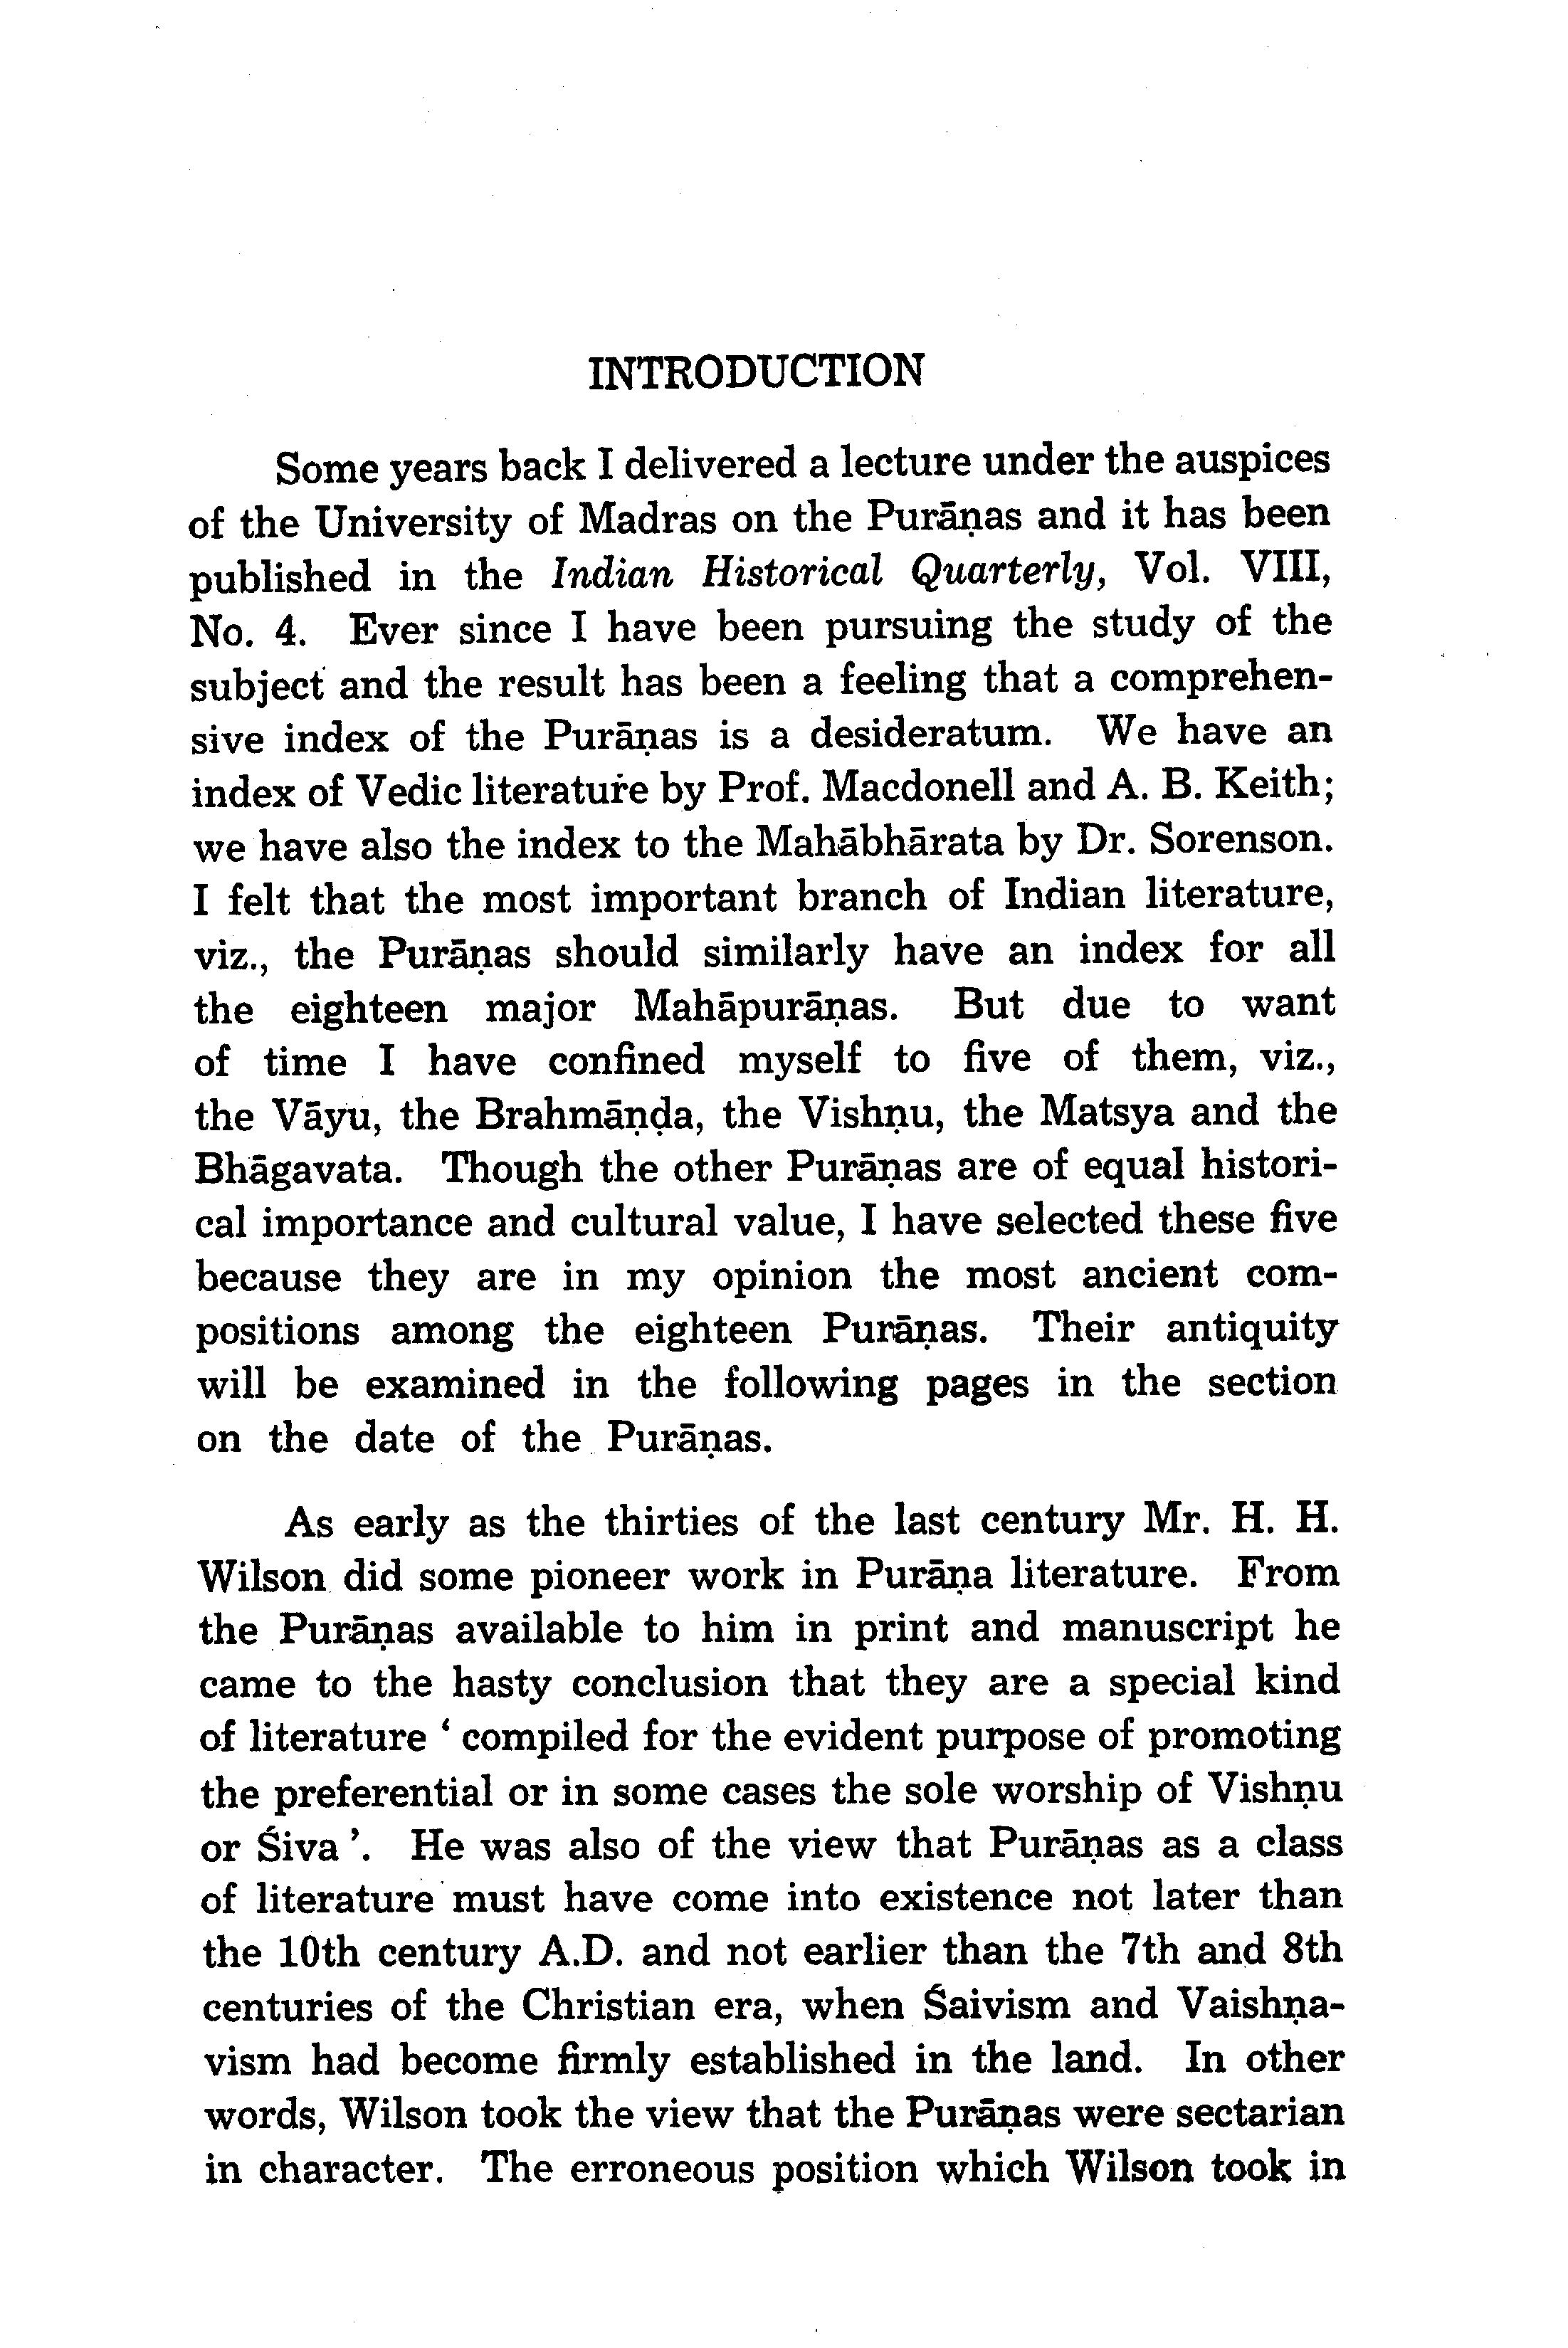 INTRODUCTION
Some years back I delivered a lecture under the auspices
of the University of Madras on the Purāṇas and it has been
published in the Indian Historical Quarterly, Vol. VIII,
No. 4. Ever since I have been pursuing the study of the
subject and the result has been a feeling that a comprehen-
sive index of the Purāṇas is a desideratum. We have an
index of Vedic literature by Prof. Macdonell and A. B. Keith;
we have also the index to the Mahābhārata by Dr. Sorenson.
I felt that the most important branch of Indian literature,
viz., the Purāṇas should similarly have an index for all
the eighteen major Mahāpurāṇas. But due to want
of time I have confined myself to five of them, viz.,
the Vāyu, the Brahmāṇḍa, the Vishṇu, the Matsya and the
Bhāgavata. Though the other Purāṇas are of equal histori-
cal importance and cultural value, I have selected these five
because they are in my opinion the most ancient com-
positions among the eighteen Purāṇas. Their antiquity
will be examined in the following pages in the section
on the date of the Purāṇas.
As early as the thirties of the last century Mr. H. H.
Wilson did some pioneer work in Purāṇa literature. From
the Purāṇas available to him in print and manuscript he
came to the hasty conclusion that they are a special kind
of literature ‘ compiled for the evident purpose of promoting
the preferential or in some cases the sole worship of Vishṇu
or Śiva ’. He was also of the view that Purāṇas as a class
of literature must have come into existence not later than
the 10th century A.D. and not earlier than the 7th and 8th
centuries of the Christian era, when Śaivism and Vaishṇa-
vism had become firmly established in the land. In other
words, Wilson took the view that the Purāṇas were sectarian
in character. The erroneous position which Wilson took in